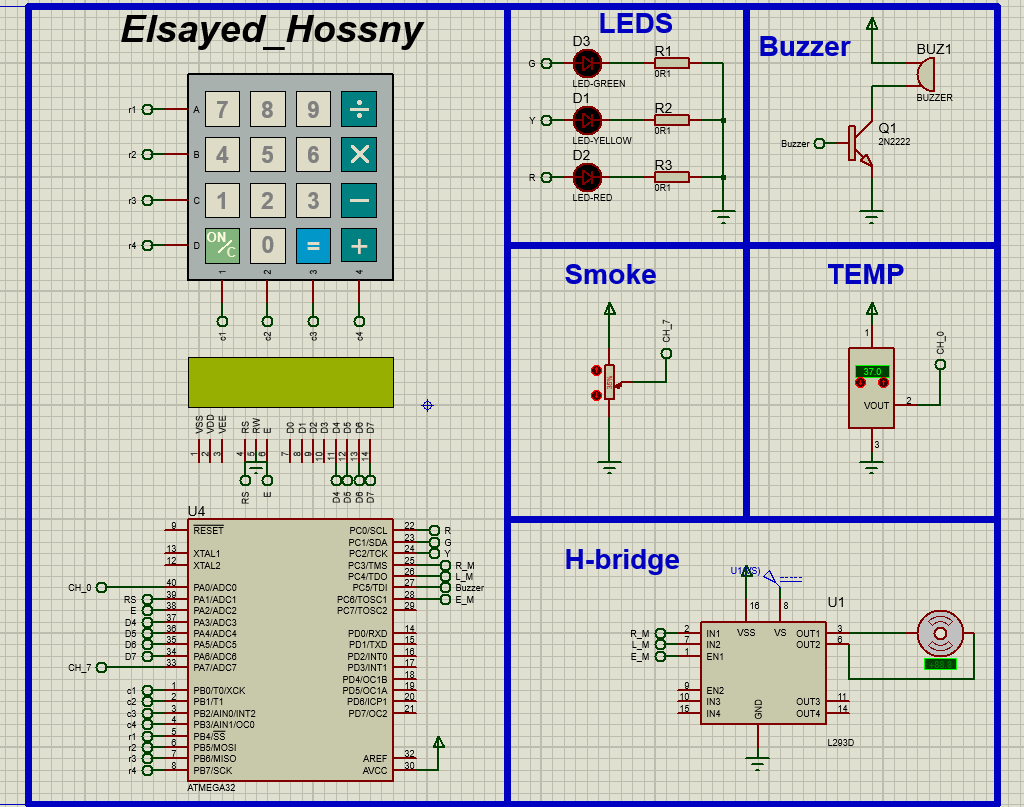 Elsayed_Hossny
7 8 9 ÷
4 5 6 ×
1 2 3 −
ON/C 0 = +
r1 A
r2 B
r3 C
r4 D
1 2 3 4
c1 c2 c3 c4
VSS VDD VEE RS RW E D0 D1 D2 D3 D4 D5 D6 D7
1 2 3 4 5 6 7 8 9 10 11 12 13 14
RS E D4 D5 D6 D7
U4
9 RESET PC0/SCL 22 R
PC1/SDA 23 G
13 XTAL1 PC2/TCK 24 Y
12 XTAL2 PC3/TMS 25 R_M
PC4/TDO 26 L_M
CH_0 40 PA0/ADC0 PC5/TDI 27 Buzzer
RS 39 PA1/ADC1 PC6/TOSC1 28 E_M
E 38 PA2/ADC2 PC7/TOSC2 29
D4 37 PA3/ADC3
D5 36 PA4/ADC4 PD0/RXD 14
D6 35 PA5/ADC5 PD1/TXD 15
D7 34 PA6/ADC6 PD2/INT0 16
CH_7 33 PA7/ADC7 PD3/INT1 17
PD4/OC1B 18
c1 1 PB0/T0/XCK PD5/OC1A 19
c2 2 PB1/T1 PD6/ICP1 20
c3 3 PB2/AIN0/INT2 PD7/OC2 21
c4 4 PB3/AIN1/OC0
r1 5 PB4/SS
r2 6 PB5/MOSI
r3 7 PB6/MISO AREF 32
r4 8 PB7/SCK AVCC 30
ATMEGA32
LEDS
D3 R1
G
LED-GREEN 0R1
D1 R2
Y
LED-YELLOW 0R1
D2 R3
R
LED-RED 0R1
Buzzer
BUZ1
BUZZER
Q1
Buzzer 2N2222
Smoke
CH_7
TEMP
1
CH_0
37.0
VOUT 2
3
H-bridge
16 8 U1
R_M 2 IN1 VSS VS OUT1 3
L_M 7 IN2 OUT2 6
E_M 1 EN1
9 EN2
10 IN3 OUT3 11
15 IN4 GND OUT4 14
L293D